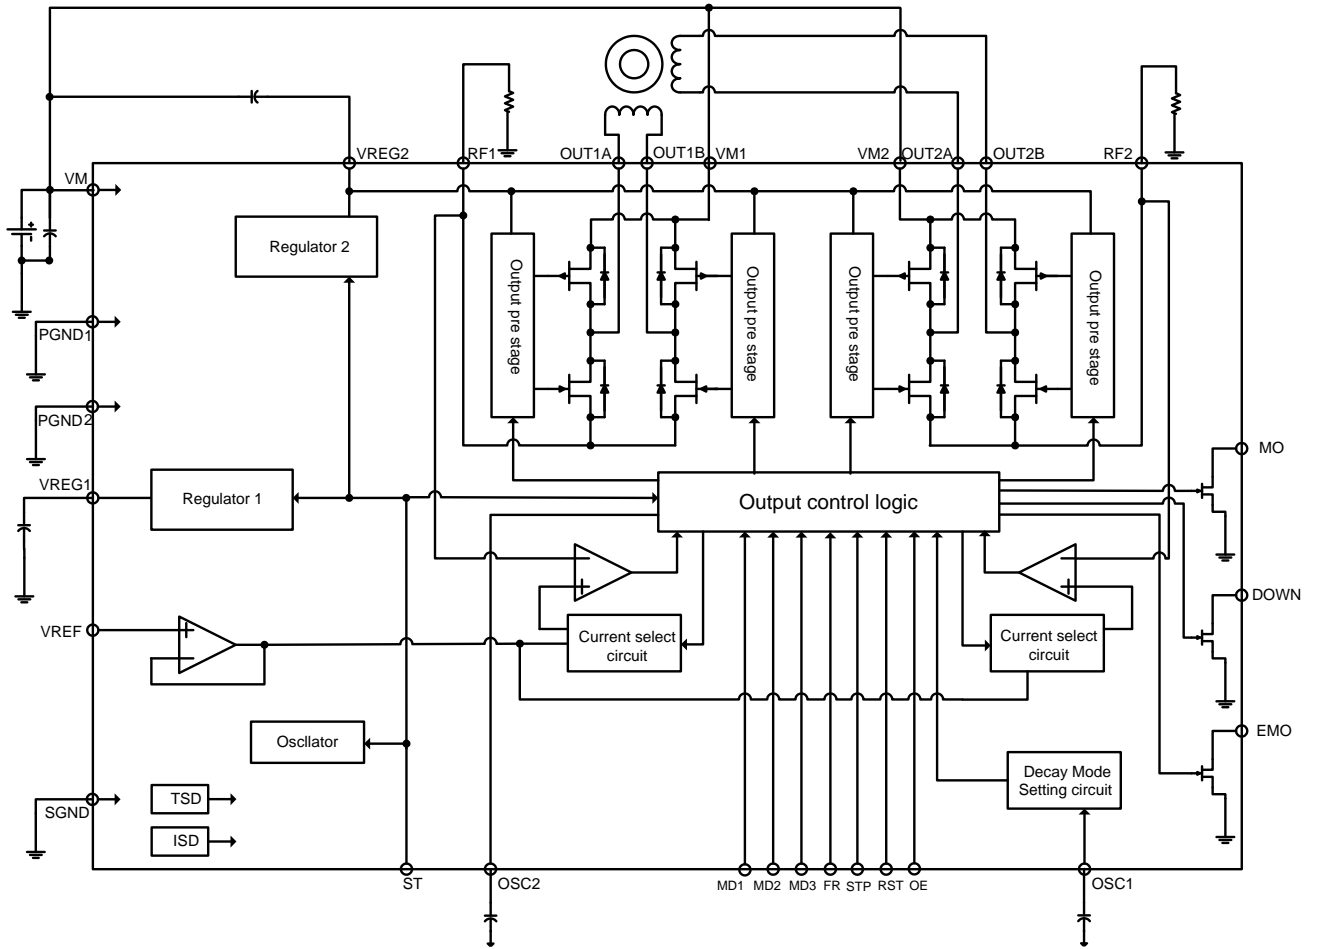 VREG2
RF1
OUT1A
OUT1B
VM1
VM2
OUT2A
OUT2B
RF2
VM
Regulator 2
Output pre stage
Output pre stage
Output pre stage
Output pre stage
PGND1
PGND2
MO
VREG1
Regulator 1
Output control logic
DOWN
VREF
Current select
circuit
Current select
circuit
EMO
Oscllator
Decay Mode
Setting circuit
TSD
SGND
ISD
ST
OSC2
MD1
MD2
MD3
FR
STP
RST
OE
OSC1